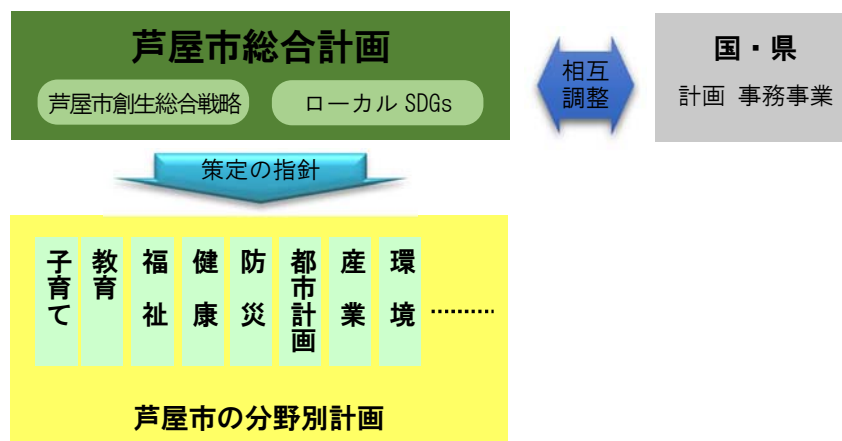 芦屋市総合計画
芦屋市創生総合戦略
ローカル SDGs
相互
調整
国・県
計画 事務事業
策定の指針
子育て
教育
福祉
健康
防災
都市計画
産業
環境
………
芦屋市の分野別計画